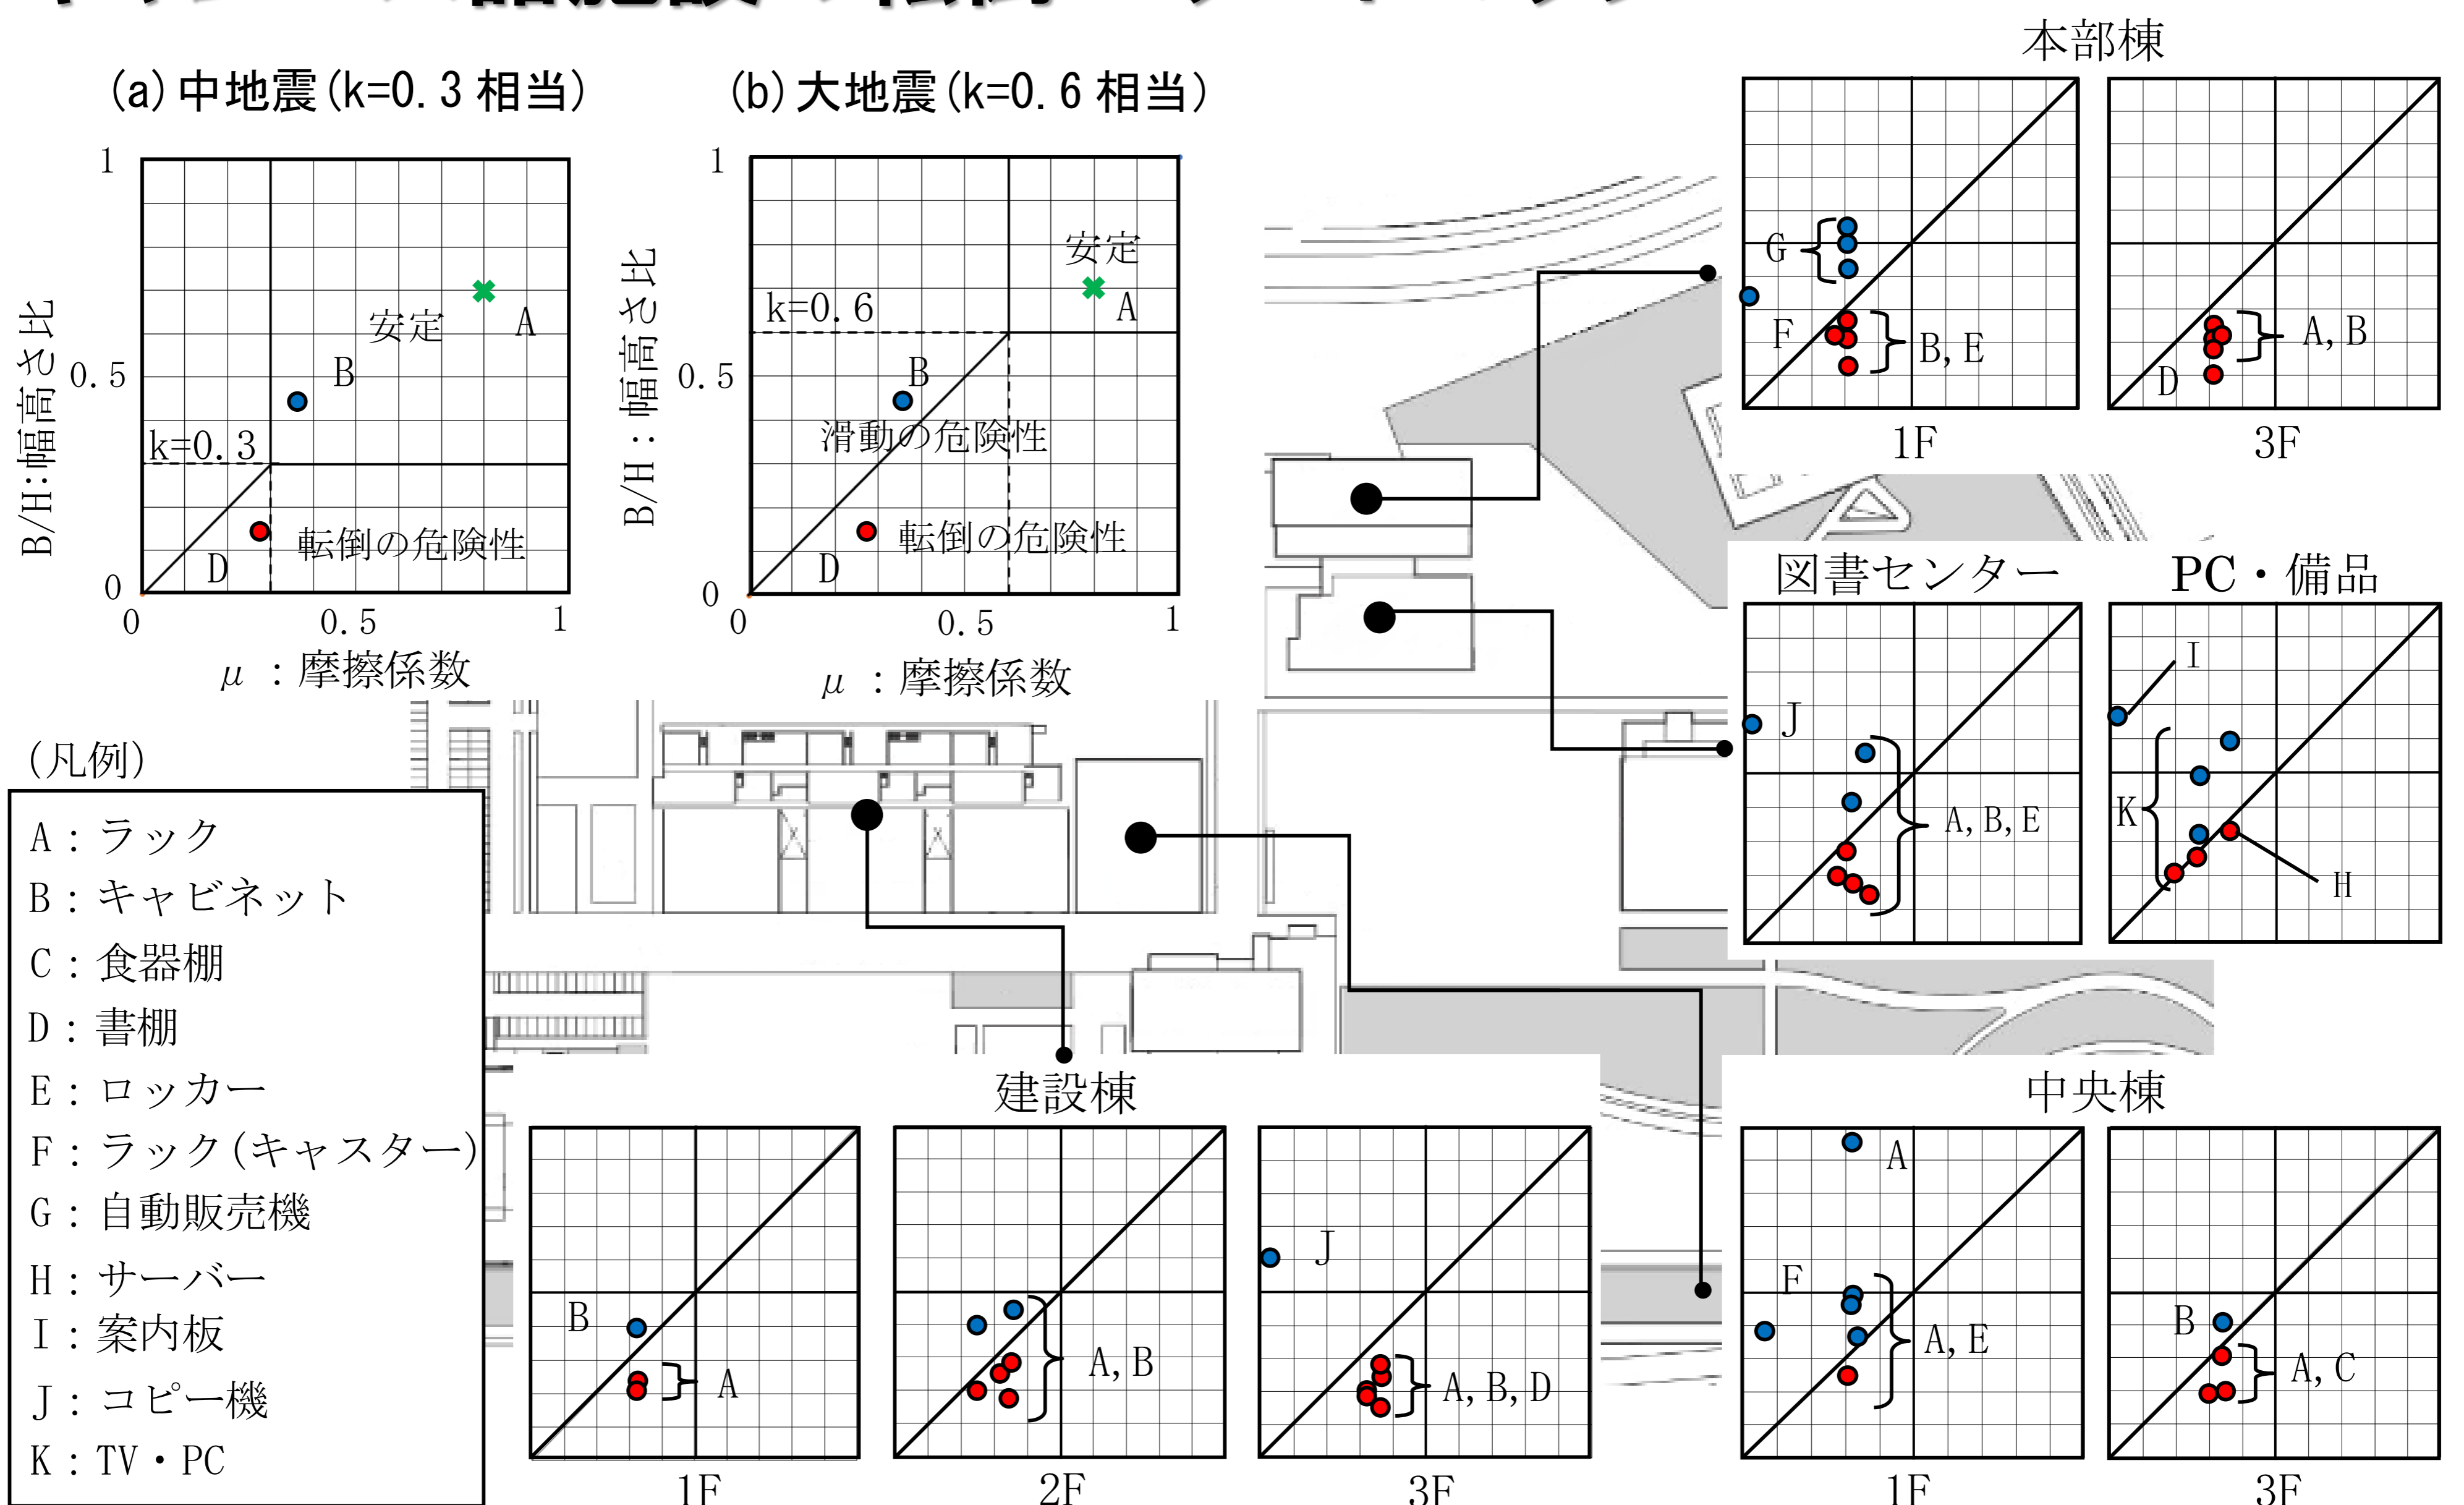 (a)中地震(k=0.3 相当)
1
B/H:幅高さ比
0.5
0
k=0.3
B
安定
A
D
転倒の危険性
0
0.5
1
μ :摩擦係数
(b)大地震(k=0.6 相当)
1
B/H:幅高さ比
0.5
0
k=0.6
安定
A
B
滑動の危険性
D
転倒の危険性
0
0.5
1
μ :摩擦係数
本部棟
G
F
B, E
1F
A, B
D
3F
図書センター
J
A, B, E
PC・備品
I
K
H
(凡例)
A:ラック
B:キャビネット
C:食器棚
D:書棚
E:ロッカー
F:ラック(キャスター)
G:自動販売機
H:サーバー
I:案内板
J:コピー機
K:TV・PC
建設棟
B
A
1F
A, B
2F
J
A, B, D
3F
中央棟
A
F
A, E
1F
B
A, C
3F